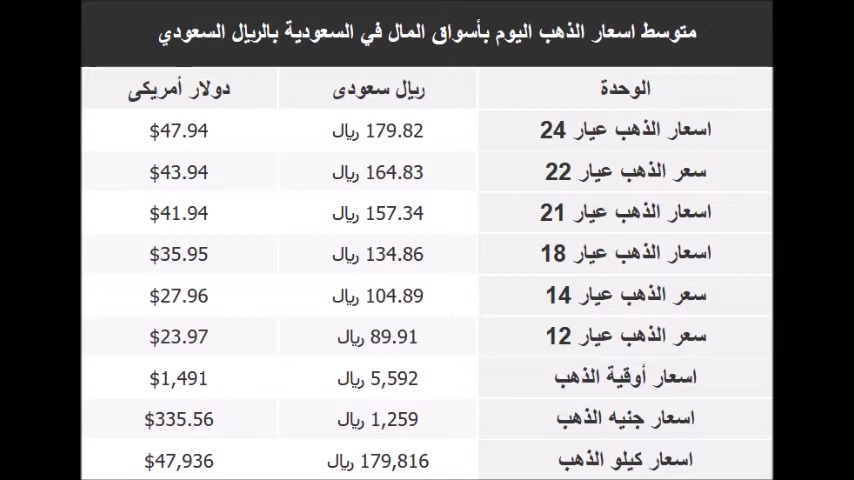 متوسط اسعار الذهب اليوم بأسواق المال في السعودية بالريال السعودي
الوحدة ريال سعودى دولار أمريكى
اسعار الذهب عيار 24 179.82 ريال $47.94
سعر الذهب عيار 22 164.83 ريال $43.94
اسعار الذهب عيار 21 157.34 ريال $41.94
اسعار الذهب عيار 18 134.86 ريال $35.95
سعر الذهب عيار 14 104.89 ريال $27.96
سعر الذهب عيار 12 89.91 ريال $23.97
اسعار أوقية الذهب 5,592 ريال $1,491
اسعار جنيه الذهب 1,259 ريال $335.56
اسعار كيلو الذهب 179,816 ريال $47,936